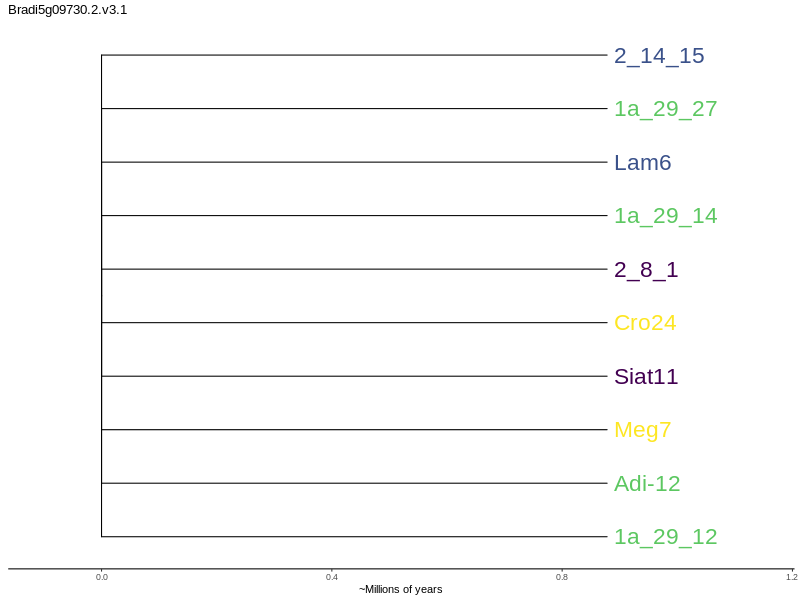 Bradi5g09730.2.v3.1
2_14_15
1a_29_27
Lam6
1a_29_14
2_8_1
Cro24
Siat11
Meg7
Adi-12
1a_29_12
0.0 0.4 0.8 1.2
~Millions of years